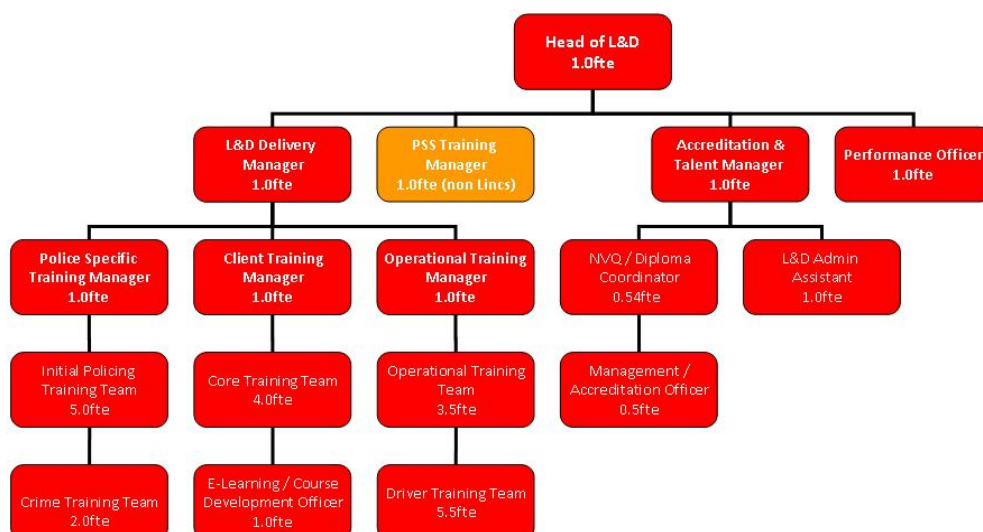 Head of L&D
1.0fte
L&D Delivery
Manager
1.0fte
PSS Training
Manager
1.0fte (non Lincs)
Accreditation &
Talent Manager
1.0fte
Performance Officer
1.0fte
Police Specific
Training Manager
1.0fte
Client Training
Manager
1.0fte
Operational Training
Manager
1.0fte
NVQ / Diploma
Coordinator
0.54fte
L&D Admin
Assistant
1.0fte
Initial Policing
Training Team
5.0fte
Core Training Team
4.0fte
Operational Training
Team
3.5fte
Management /
Accreditation Officer
0.5fte
Crime Training Team
2.0fte
E-Learning / Course
Development Officer
1.0fte
Driver Training Team
5.5fte